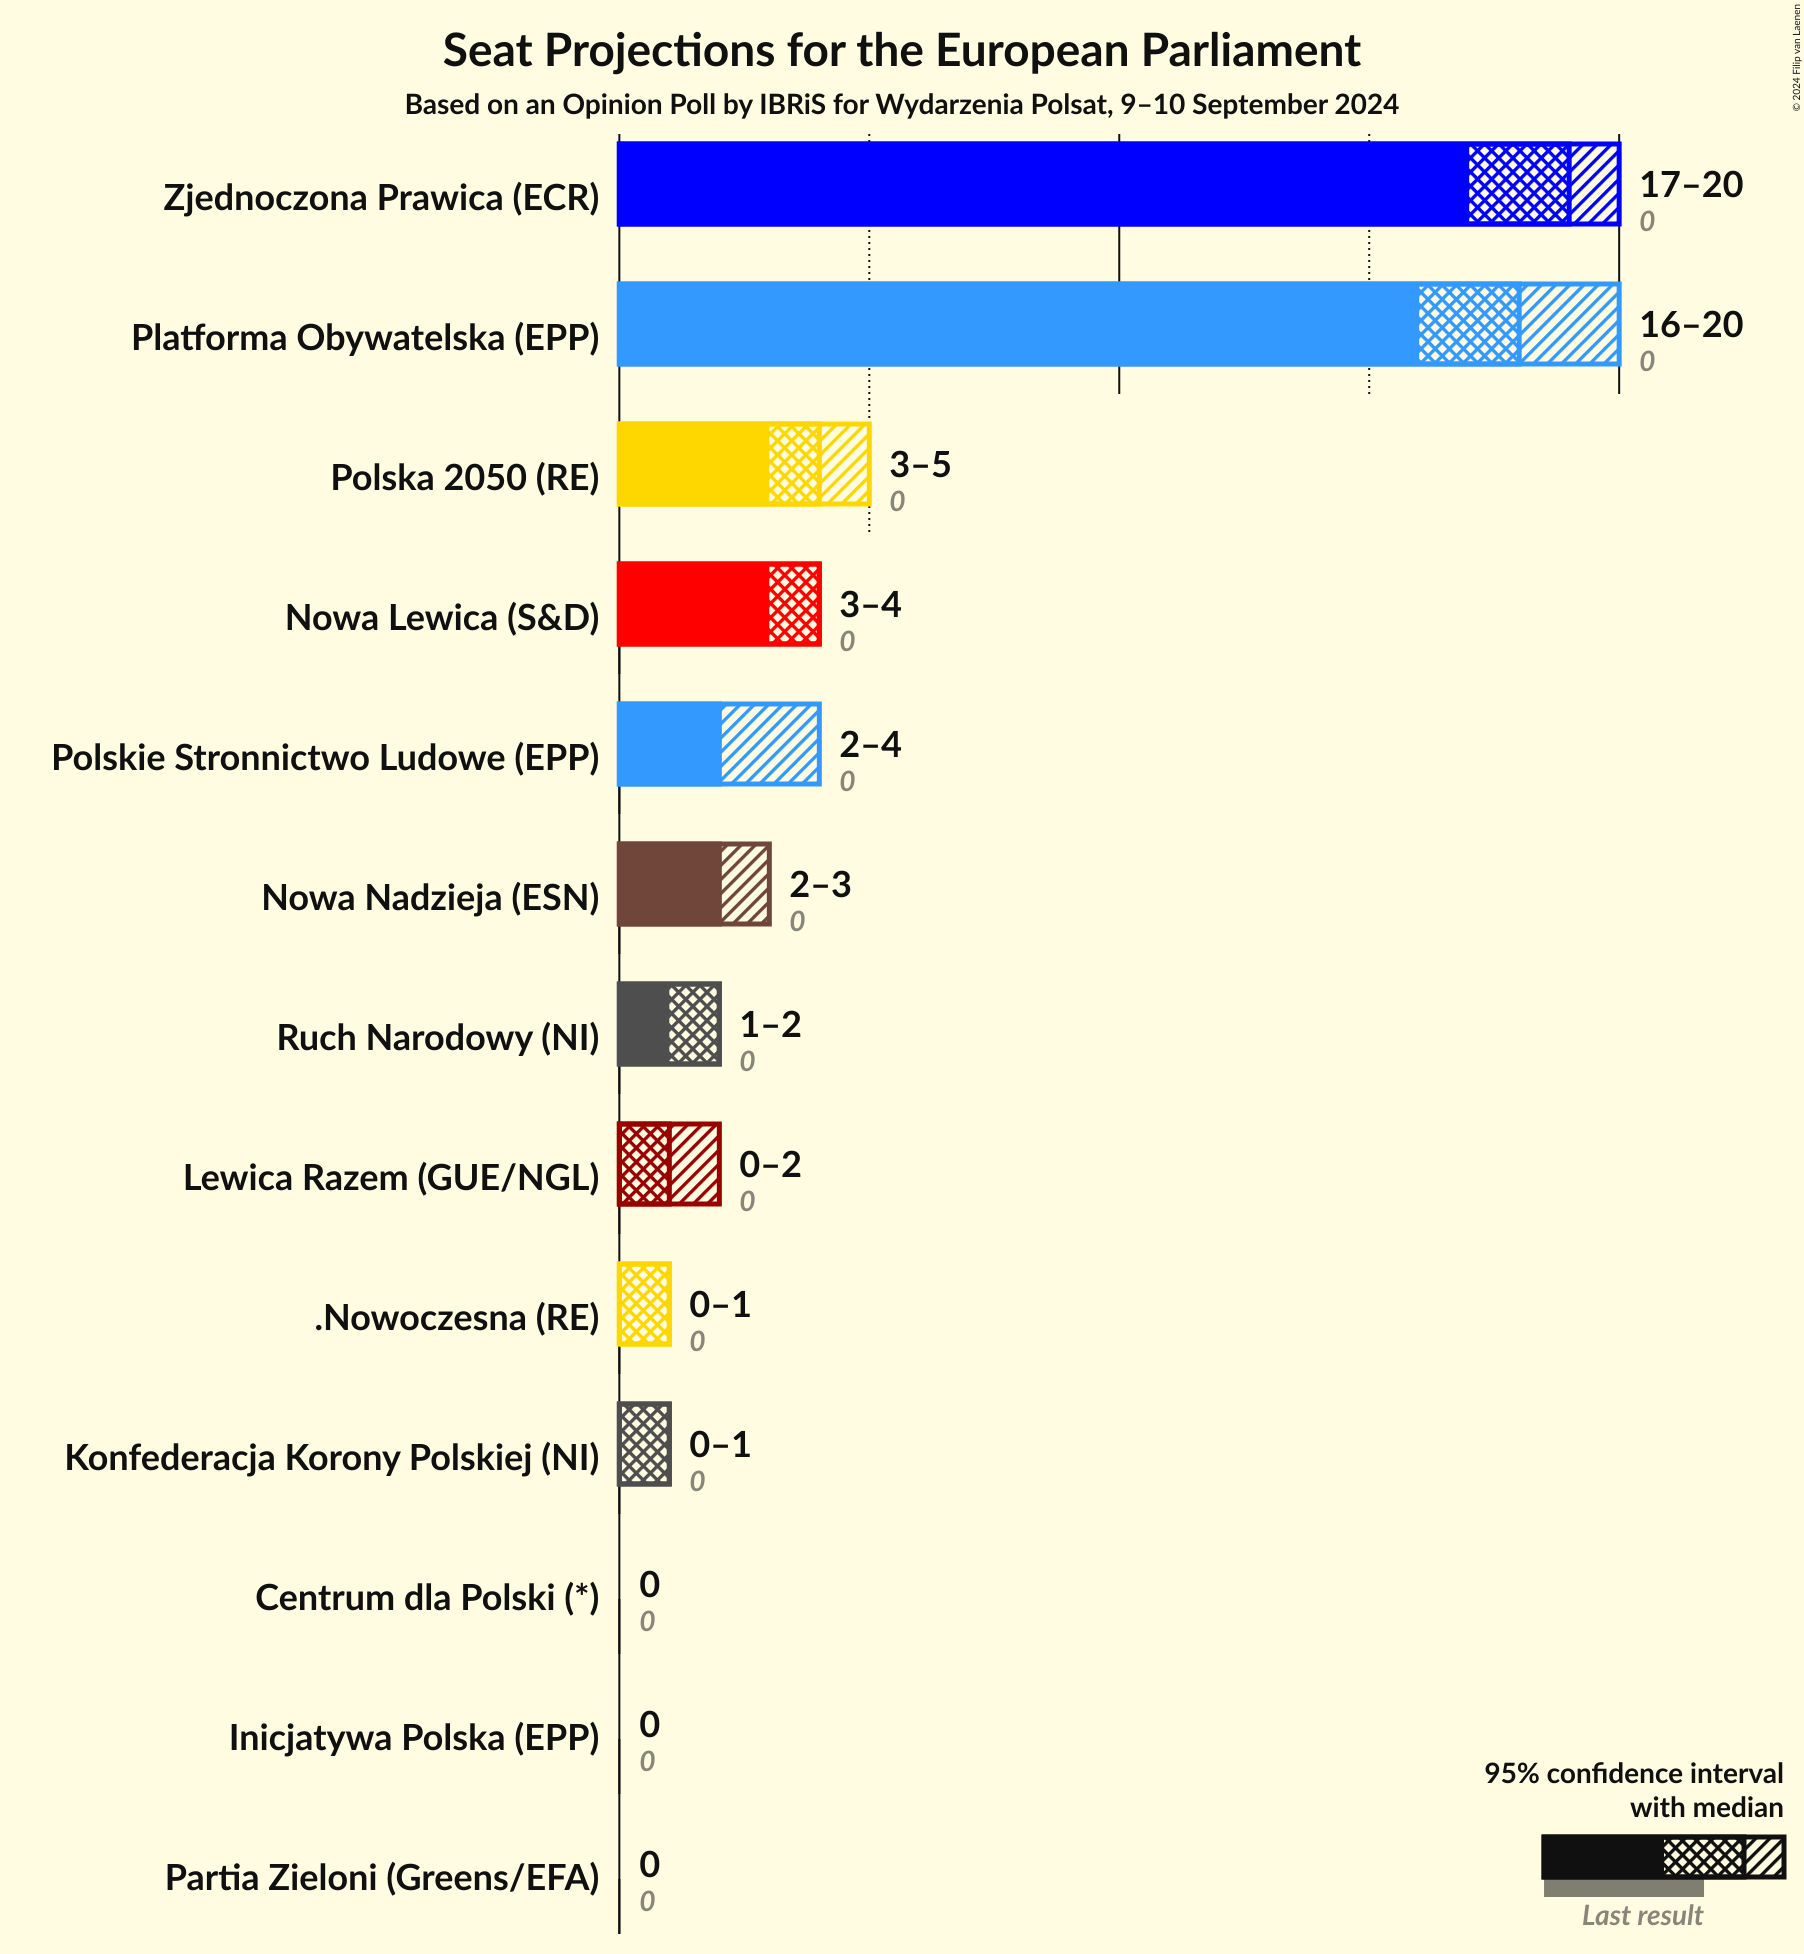 Seat Projections for the European Parliament
Based on an Opinion Poll by IBRiS for Wydarzenia Polsat, 9–10 September 2024
© 2024 Filip van Laenen
Zjednoczona Prawica (ECR)
17–20
0
Platforma Obywatelska (EPP)
16–20
0
Polska 2050 (RE)
3–5
0
Nowa Lewica (S&D)
3–4
0
Polskie Stronnictwo Ludowe (EPP)
2–4
0
Nowa Nadzieja (ESN)
2–3
0
Ruch Narodowy (NI)
1–2
0
Lewica Razem (GUE/NGL)
0–2
0
.Nowoczesna (RE)
0–1
0
Konfederacja Korony Polskiej (NI)
0–1
0
Centrum dla Polski (*)
0
0
Inicjatywa Polska (EPP)
0
0
Partia Zieloni (Greens/EFA)
0
0
95% confidence interval
with median
Last result